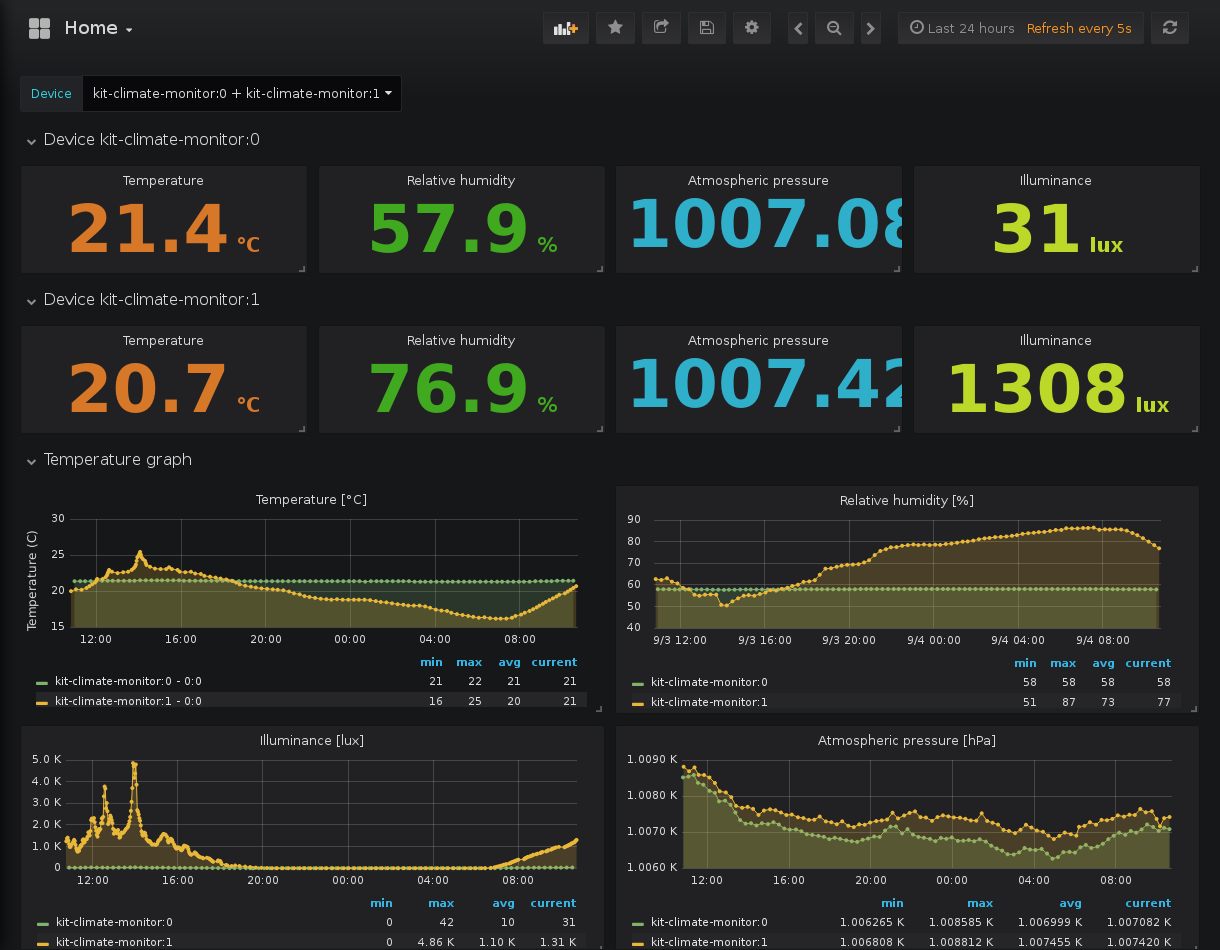 Home
Last 24 hours Refresh every 5s
Device kit-climate-monitor:0 + kit-climate-monitor:1
Device kit-climate-monitor:0
Temperature Relative humidity Atmospheric pressure Illuminance
21.4 °C 57.9 % 1007.08 31 lux
Device kit-climate-monitor:1
Temperature Relative humidity Atmospheric pressure Illuminance
20.7 °C 76.9 % 1007.42 1308 lux
Temperature graph
Temperature [°C]
Temperature (C)
30
25
20
15
12:00 16:00 20:00 00:00 04:00 08:00
min max avg current
kit-climate-monitor:0 - 0:0 21 22 21 21
kit-climate-monitor:1 - 0:0 16 25 20 21
Relative humidity [%]
90
80
70
60
50
40
9/3 12:00 9/3 16:00 9/3 20:00 9/4 00:00 9/4 04:00 9/4 08:00
min max avg current
kit-climate-monitor:0 58 58 58 58
kit-climate-monitor:1 51 87 73 77
Illuminance [lux]
5.0 K
4.0 K
3.0 K
2.0 K
1.0 K
0
12:00 16:00 20:00 00:00 04:00 08:00
min max avg current
kit-climate-monitor:0 0 42 10 31
kit-climate-monitor:1 0 4.86 K 1.10 K 1.31 K
Atmospheric pressure [hPa]
1.0090 K
1.0080 K
1.0070 K
1.0060 K
12:00 16:00 20:00 00:00 04:00 08:00
min max avg current
kit-climate-monitor:0 1.006265 K 1.008585 K 1.006999 K 1.007082 K
kit-climate-monitor:1 1.006808 K 1.008812 K 1.007455 K 1.007420 K